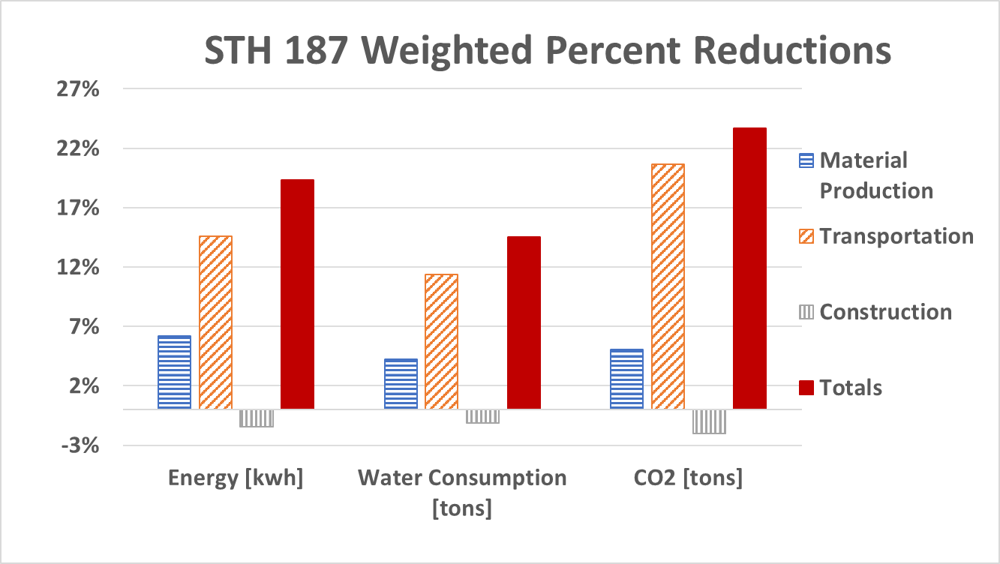 STH 187 Weighted Percent Reductions
27%
22%
17%
12%
7%
2%
-3%
Energy [kwh]
Water Consumption
[tons]
CO2 [tons]
Material
Production
Transportation
Construction
Totals